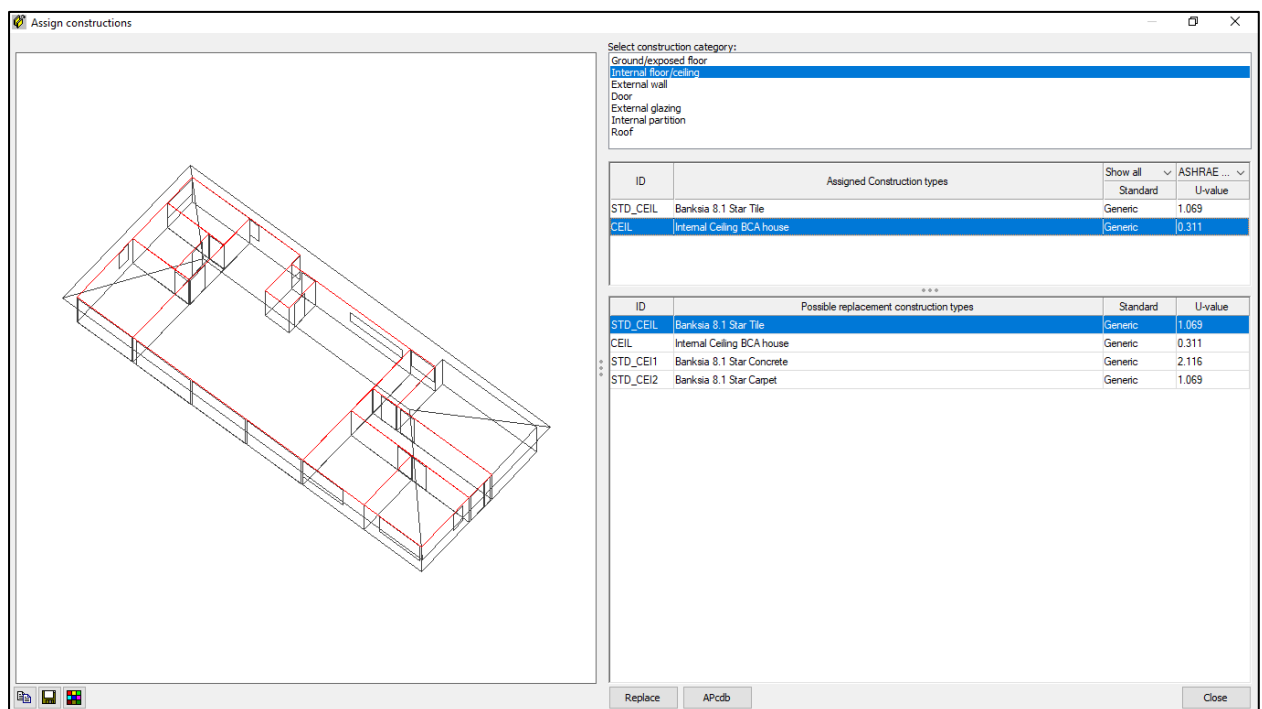 Assign constructions
Select construction category:
Ground/exposed floor
Internal floor/ceiling
External wall
Door
External glazing
Internal partition
Roof
ID Assigned Construction types Show all ASHRAE ...
Standard U-value
STD_CEIL Banksia 8.1 Star Tile Generic 1.069
CEIL Internal Ceiling BCA house Generic 0.311
ID Possible replacement construction types Standard U-value
STD_CEIL Banksia 8.1 Star Tile Generic 1.069
CEIL Internal Ceiling BCA house Generic 0.311
STD_CEI1 Banksia 8.1 Star Concrete Generic 2.116
STD_CEI2 Banksia 8.1 Star Carpet Generic 1.069
Replace APcdb Close